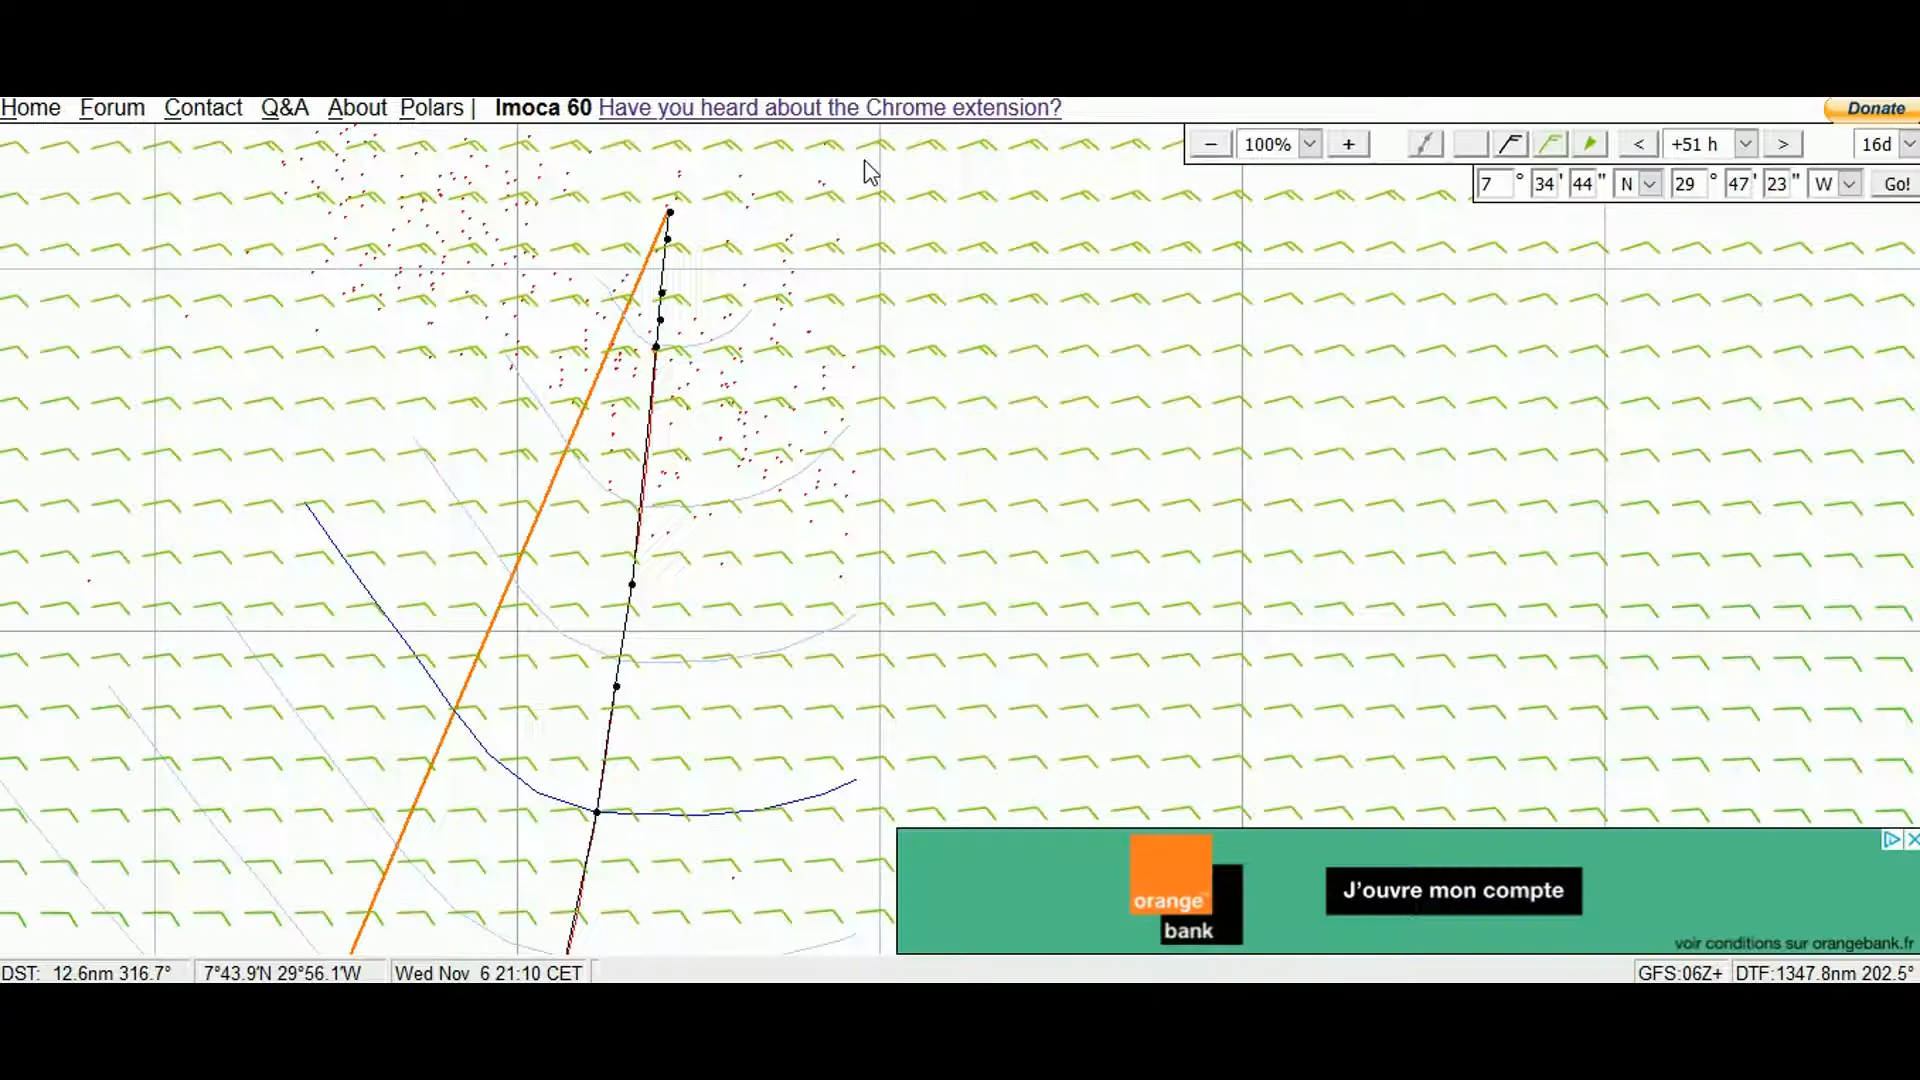 Home Forum Contact Q&A About Polars | Imoca 60 Have you heard about the Chrome extension?
Donate
− 100% + < +51 h > 16d
7 ° 34' 44" N 29 ° 47' 23" W Go!
orange
bank
J'ouvre mon compte
voir conditions sur orangebank.fr
DST: 12.6nm 316.7° 7°43.9'N 29°56.1'W Wed Nov 6 21:10 CET GFS:06Z+ DTF:1347.8nm 202.5°